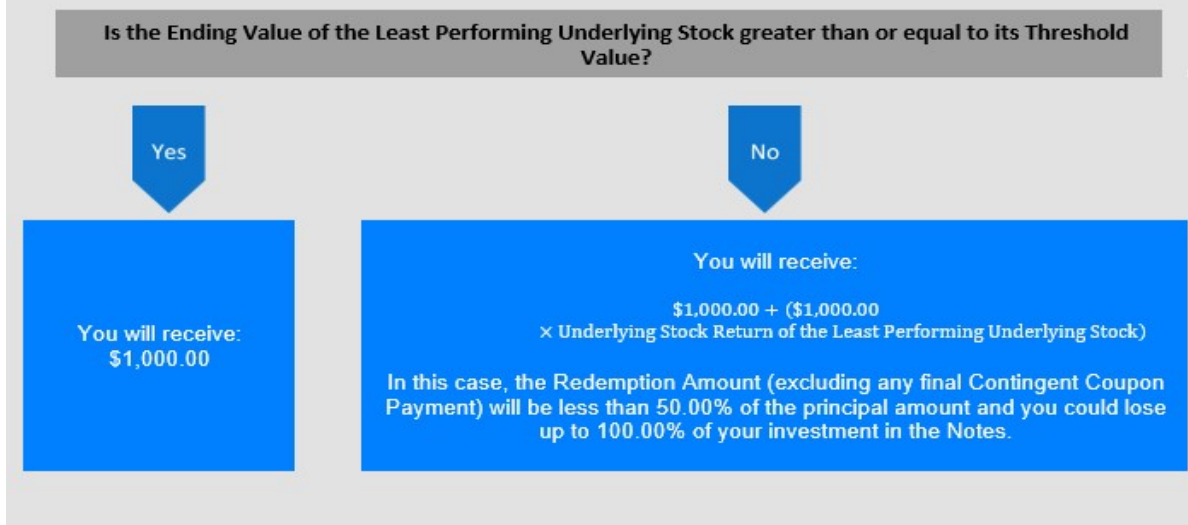 Is the Ending Value of the Least Performing Underlying Stock greater than or equal to its Threshold
Value?
Yes
No
You will receive:
$1,000.00
You will receive:
$1,000.00 + ($1,000.00
× Underlying Stock Return of the Least Performing Underlying Stock)
In this case, the Redemption Amount (excluding any final Contingent Coupon
Payment) will be less than 50.00% of the principal amount and you could lose
up to 100.00% of your investment in the Notes.